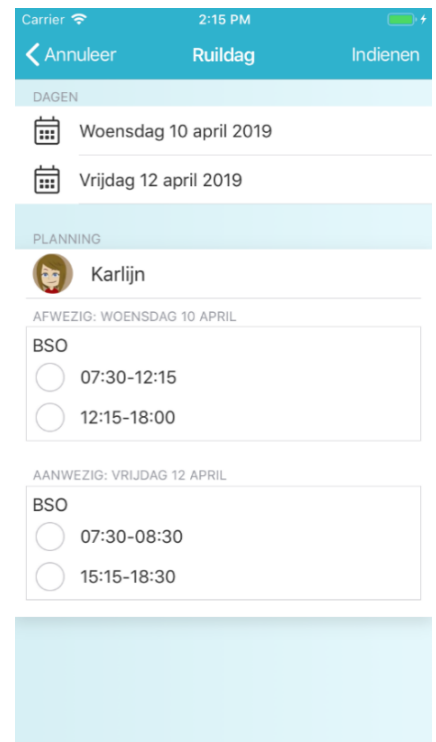 Carrier 2:15 PM
Annuleer Ruildag Indienen
DAGEN
Woensdag 10 april 2019
Vrijdag 12 april 2019
PLANNING
Karlijn
AFWEZIG: WOENSDAG 10 APRIL
BSO
07:30-12:15
12:15-18:00
AANWEZIG: VRIJDAG 12 APRIL
BSO
07:30-08:30
15:15-18:30